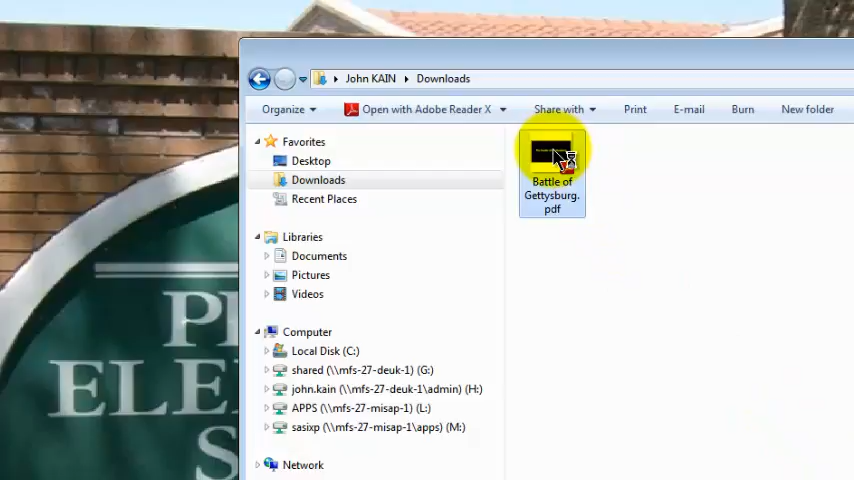 John KAIN Downloads
Organize Open with Adobe Reader X Share with Print E-mail Burn New folder
Favorites
Desktop
Downloads
Recent Places
Libraries
Documents
Pictures
Videos
Computer
Local Disk (C:)
shared (\\mfs-27-deuk-1) (G:)
john.kain (\\mfs-27-deuk-1\admin) (H:)
APPS (\\mfs-27-misap-1) (L:)
sasixp (\\mfs-27-misap-1\apps) (M:)
Network
Battle of
Gettysburg.
pdf